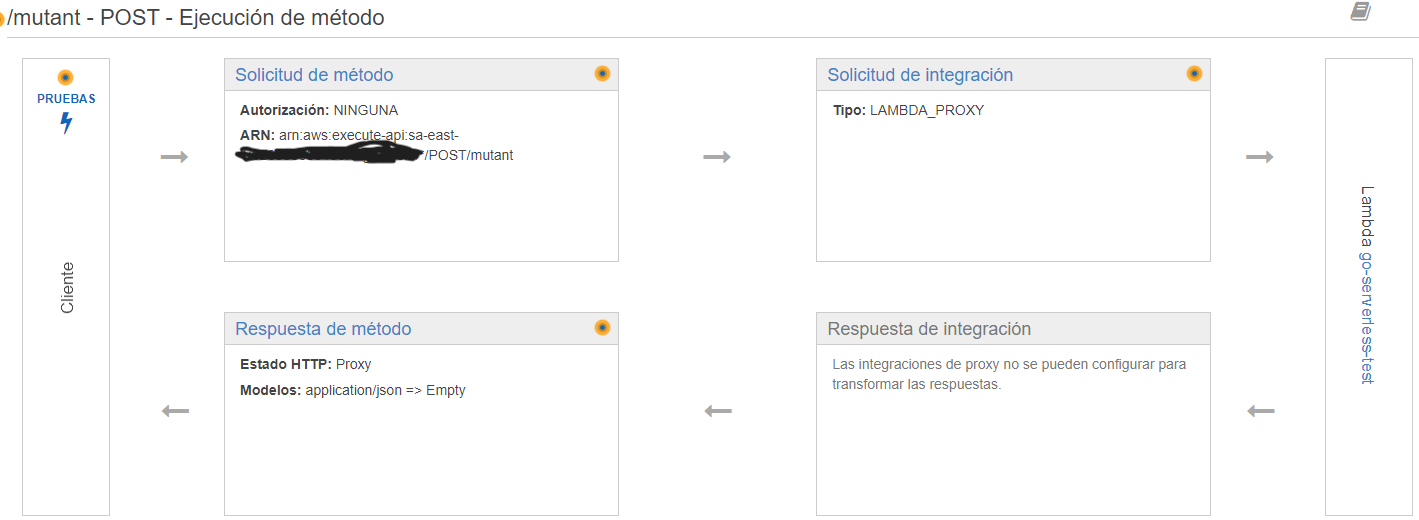 /mutant - POST - Ejecución de método
PRUEBAS
Cliente
Solicitud de método
Autorización: NINGUNA
ARN: arn:aws:execute-api:sa-east-
/POST/mutant
Solicitud de integración
Tipo: LAMBDA_PROXY
Lambda go-serverless-test
Respuesta de método
Estado HTTP: Proxy
Modelos: application/json => Empty
Respuesta de integración
Las integraciones de proxy no se pueden configurar para
transformar las respuestas.